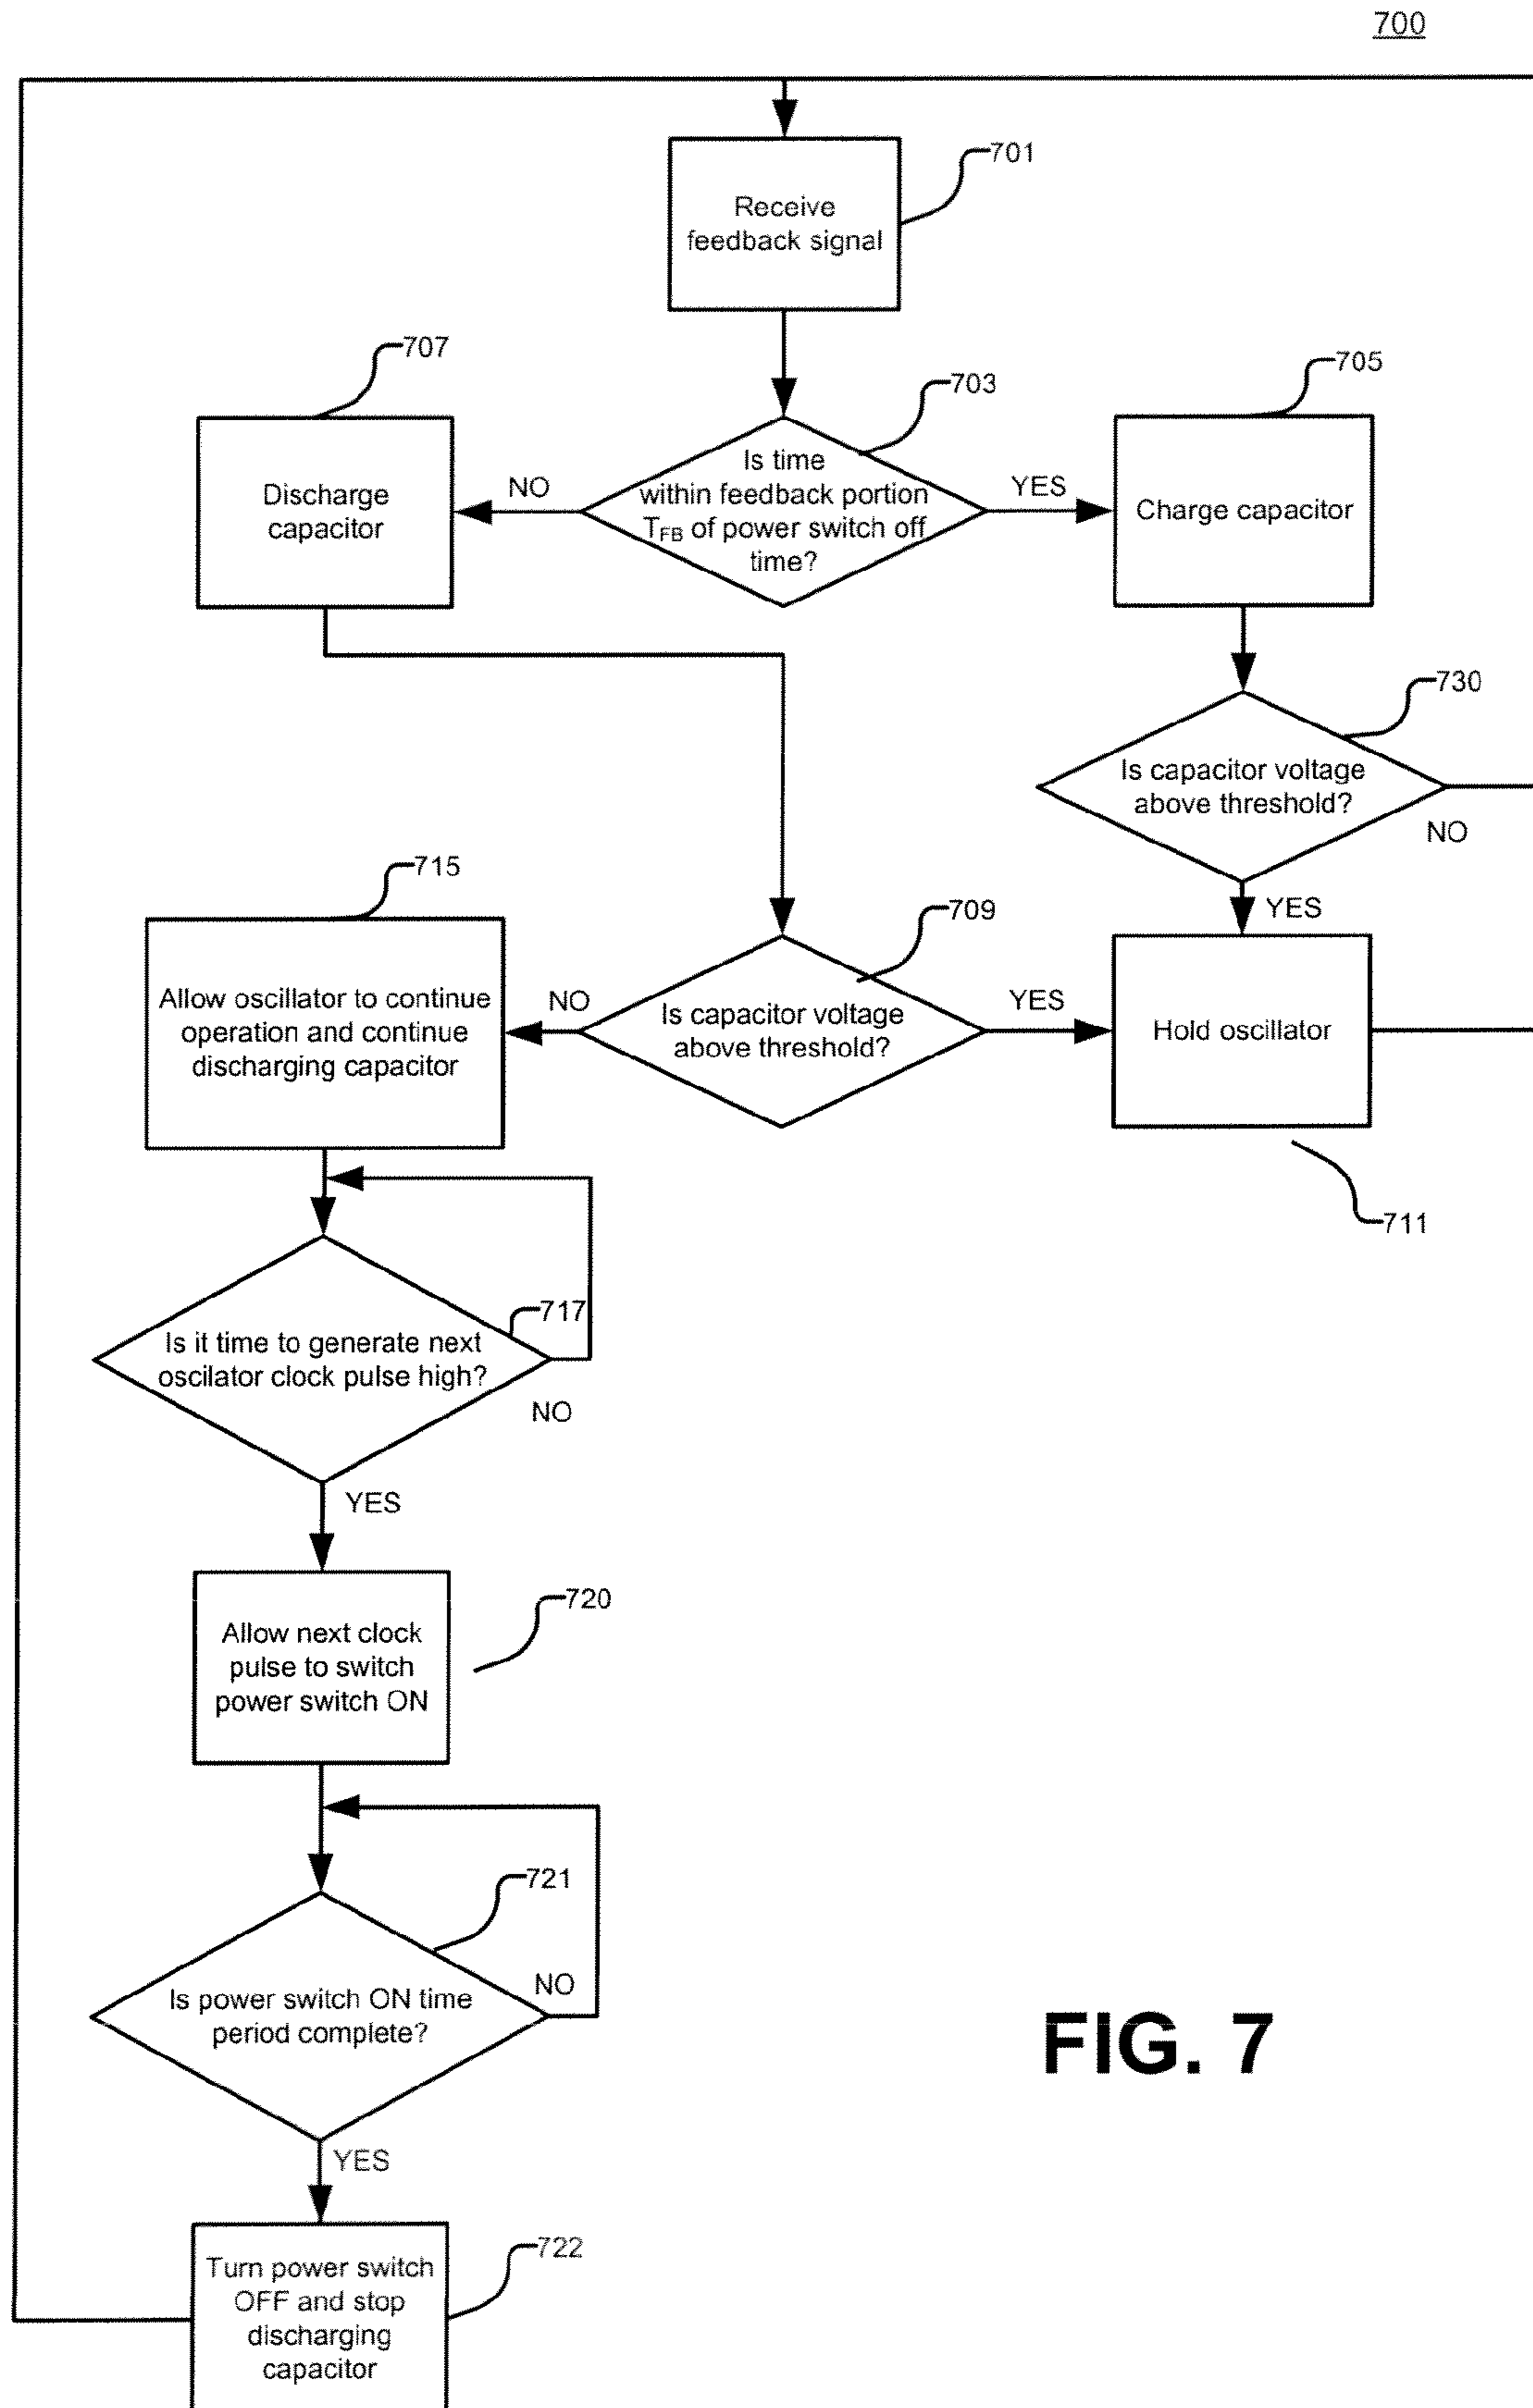 700
701
Receive
feedback signal
707
703
705
Discharge
capacitor
NO
Is time
within feedback portion
TFB of power switch off
time?
YES
Charge capacitor
730
Is capacitor voltage
above threshold?
NO
YES
715
709
Allow oscillator to continue
operation and continue
discharging capacitor
NO
Is capacitor voltage
above threshold?
YES
Hold oscillator
711
717
Is it time to generate next
oscilator clock pulse high?
NO
YES
720
Allow next clock
pulse to switch
power switch ON
721
Is power switch ON time
period complete?
NO
YES
722
Turn power switch
OFF and stop
discharging
capacitor
FIG. 7